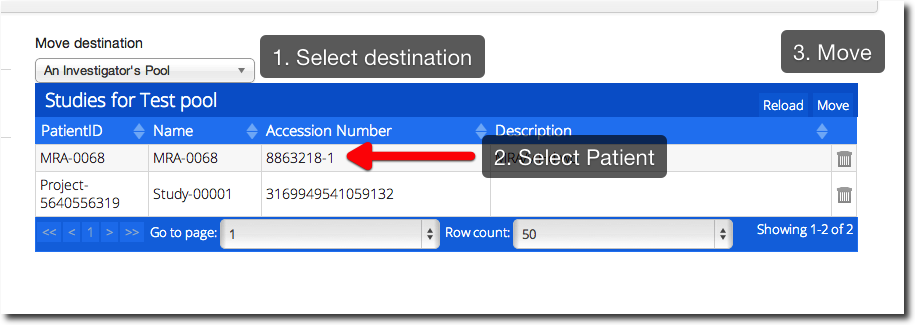 Move destination
1. Select destination
3. Move
An Investigator's Pool
Studies for Test pool
Reload Move
PatientID Name Accession Number Description
MRA-0068 MRA-0068 8863218-1
2. Select Patient
Project-
5640556319 Study-00001 3169949541059132
<< < 1 > >> Go to page: 1 Row count: 50 Showing 1-2 of 2